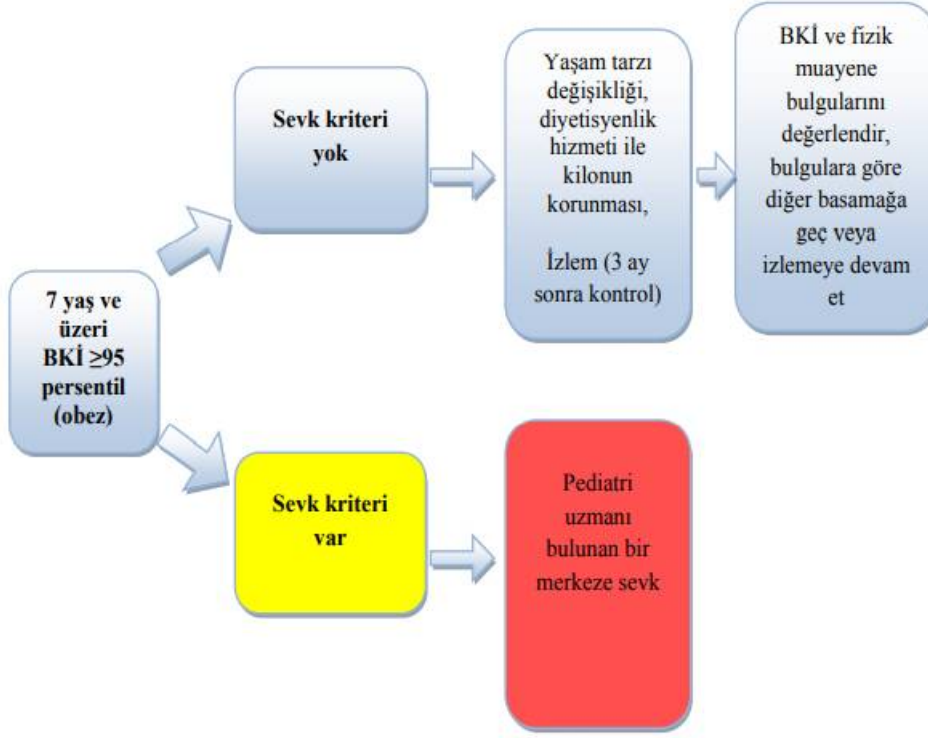 7 yaş ve
üzeri
BKİ ≥95
persentil
(obez)
Sevk kriteri
yok
Yaşam tarzı
değişikliği,
diyetisyenlik
hizmeti ile
kilonun
korunması,
İzlem (3 ay
sonra kontrol)
BKİ ve fizik
muayene
bulgularını
değerlendir,
bulgulara göre
diğer basamağa
geç veya
izlemeye devam
et
Sevk kriteri
var
Pediatri
uzmanı
bulunan bir
merkeze sevk